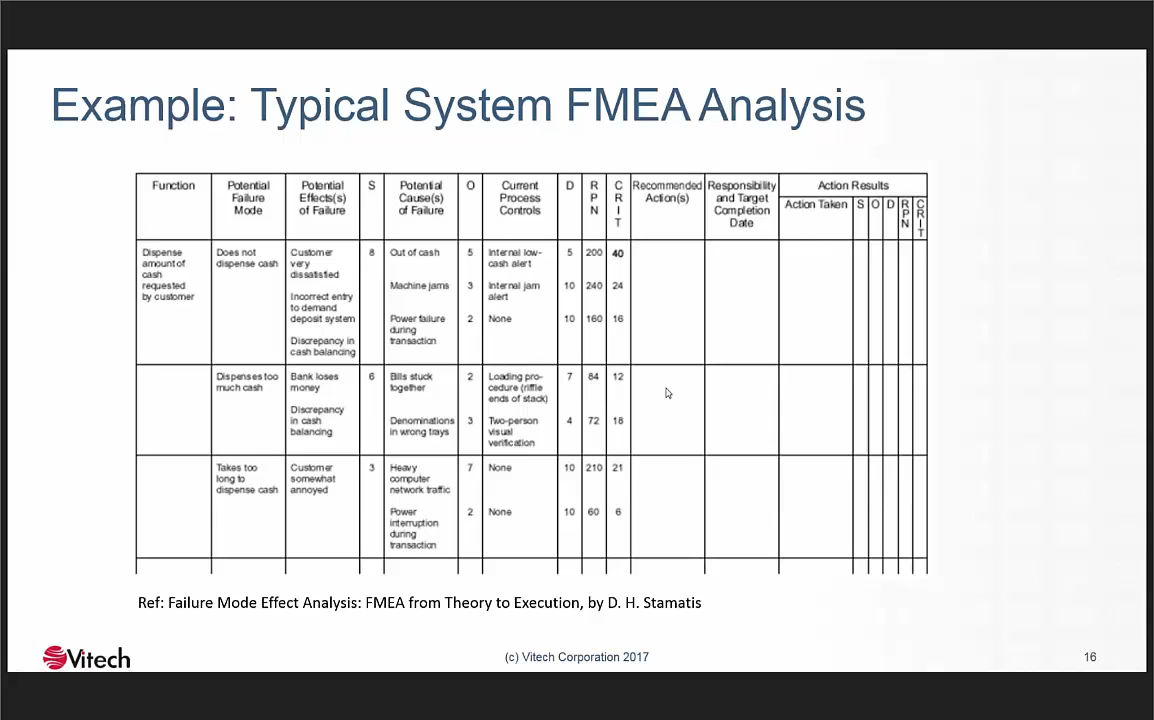 Example: Typical System FMEA Analysis
Function
Potential
Failure
Mode
Potential
Effects(s)
of Failure
S
Potential
Cause(s)
of Failure
O
Current
Process
Controls
D
R
P
N
C
R
I
T
Recommended
Action(s)
Responsibility
and Target
Completion
Date
Action Results
Action Taken
S
O
D
R
P
N
C
R
I
T
Dispense
amount of
cash
requested
by customer
Does not
dispense cash
Customer
very
dissatisfied
Incorrect entry
to demand
deposit system
Discrepancy in
cash balancing
8
Out of cash
5
Internal low-
cash alert
5
200
40
Machine jams
3
Internal jam
alert
10
240
24
Power failure
during
transaction
2
None
10
160
16
Dispenses too
much cash
Bank loses
money
Discrepancy
in cash
balancing
6
Bills stuck
together
2
Loading pro-
cedure (riffle
ends of stack)
7
84
12
Denominations
in wrong trays
3
Two-person
visual
verification
4
72
18
Takes too
long to
dispense cash
Customer
somewhat
annoyed
3
Heavy
computer
network traffic
7
None
10
210
21
Power
interruption
during
transaction
2
None
10
60
6
Ref: Failure Mode Effect Analysis: FMEA from Theory to Execution, by D. H. Stamatis
Vitech
(c) Vitech Corporation 2017
16